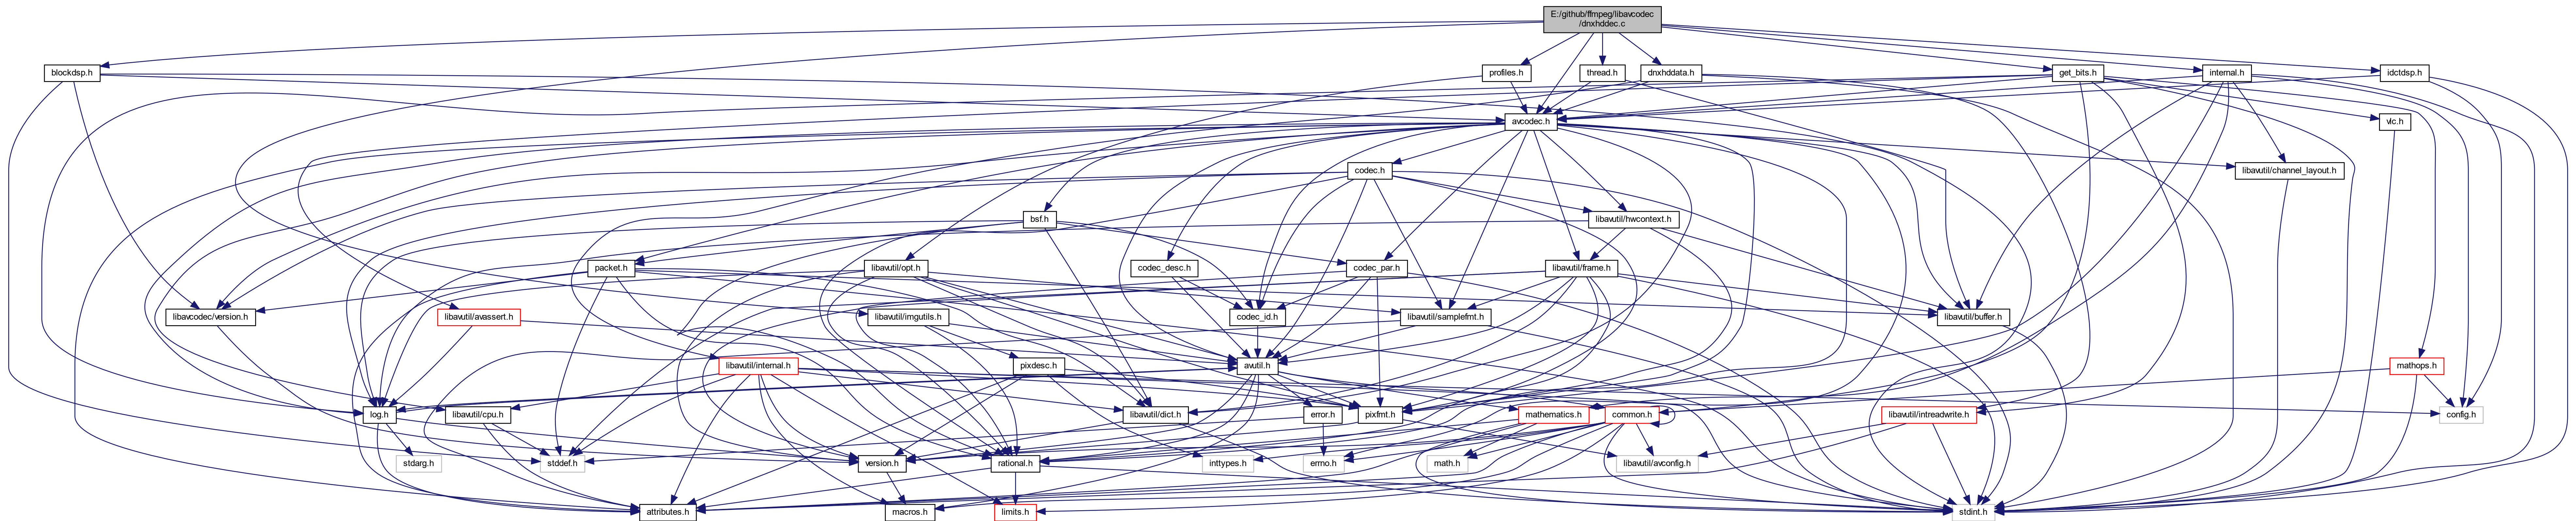 E:/github/ffmpeg/libavcodec
/dnxhddec.c
blockdsp.h
profiles.h
thread.h
dnxhddata.h
get_bits.h
internal.h
idctdsp.h
avcodec.h
vlc.h
codec.h
libavutil/channel_layout.h
bsf.h
libavutil/hwcontext.h
packet.h
libavutil/opt.h
codec_desc.h
codec_par.h
libavutil/frame.h
libavcodec/version.h
libavutil/avassert.h
libavutil/imgutils.h
codec_id.h
libavutil/samplefmt.h
libavutil/buffer.h
libavutil/internal.h
pixdesc.h
avutil.h
mathops.h
log.h
libavutil/cpu.h
libavutil/dict.h
error.h
pixfmt.h
mathematics.h
common.h
libavutil/intreadwrite.h
config.h
stdarg.h
stddef.h
version.h
rational.h
inttypes.h
errno.h
math.h
libavutil/avconfig.h
attributes.h
macros.h
limits.h
stdint.h